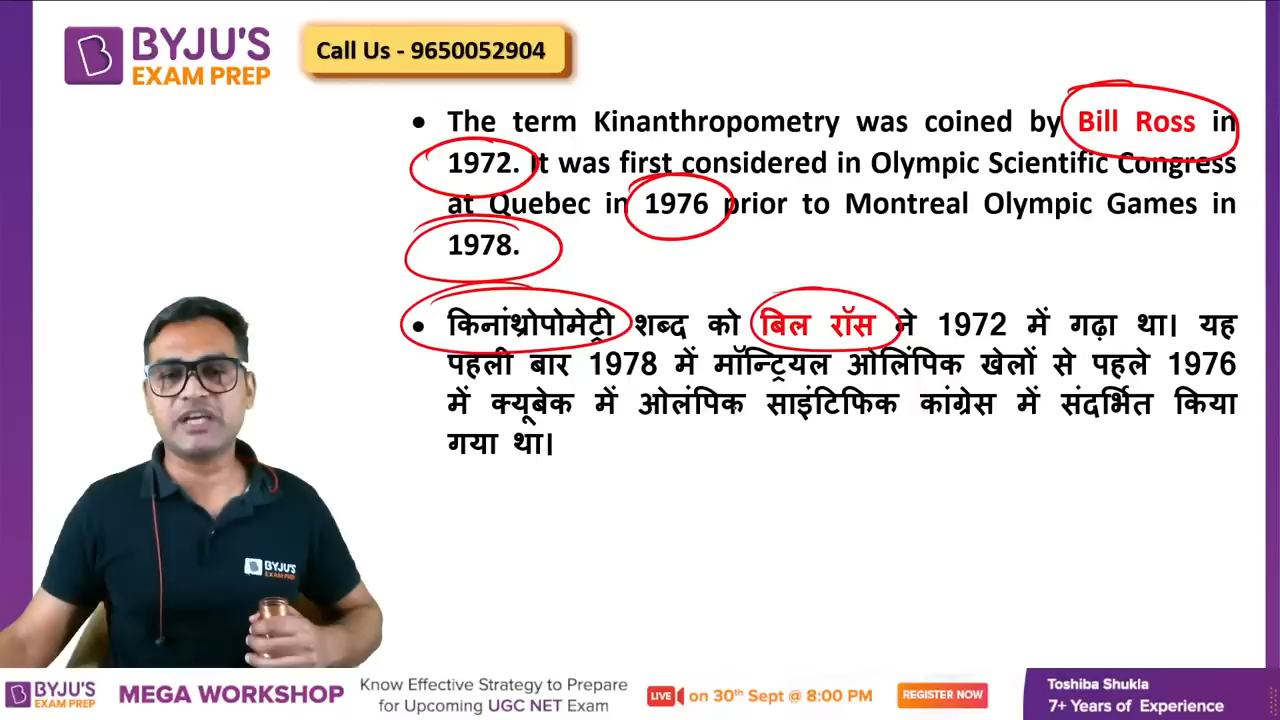 BYJU'S
EXAM PREP
Call Us - 9650052904
• The term Kinanthropometry was coined by Bill Ross in
1972. It was first considered in Olympic Scientific Congress
at Quebec in 1976 prior to Montreal Olympic Games in
1978.
• किनांथ्रोपोमेट्री शब्द को बिल रॉस ने 1972 में गढ़ा था। यह
पहली बार 1978 में मॉन्ट्रियल ओलिंपिक खेलों से पहले 1976
में क्यूबेक में ओलंपिक साइंटिफिक कांग्रेस में संदर्भित किया
गया था।
BYJU'S
EXAM PREP
BYJU'S
EXAM PREP
MEGA WORKSHOP
Know Effective Strategy to Prepare
for Upcoming UGC NET Exam
LIVE on 30th Sept @ 8:00 PM
REGISTER NOW
Toshiba Shukla
7+ Years of Experience